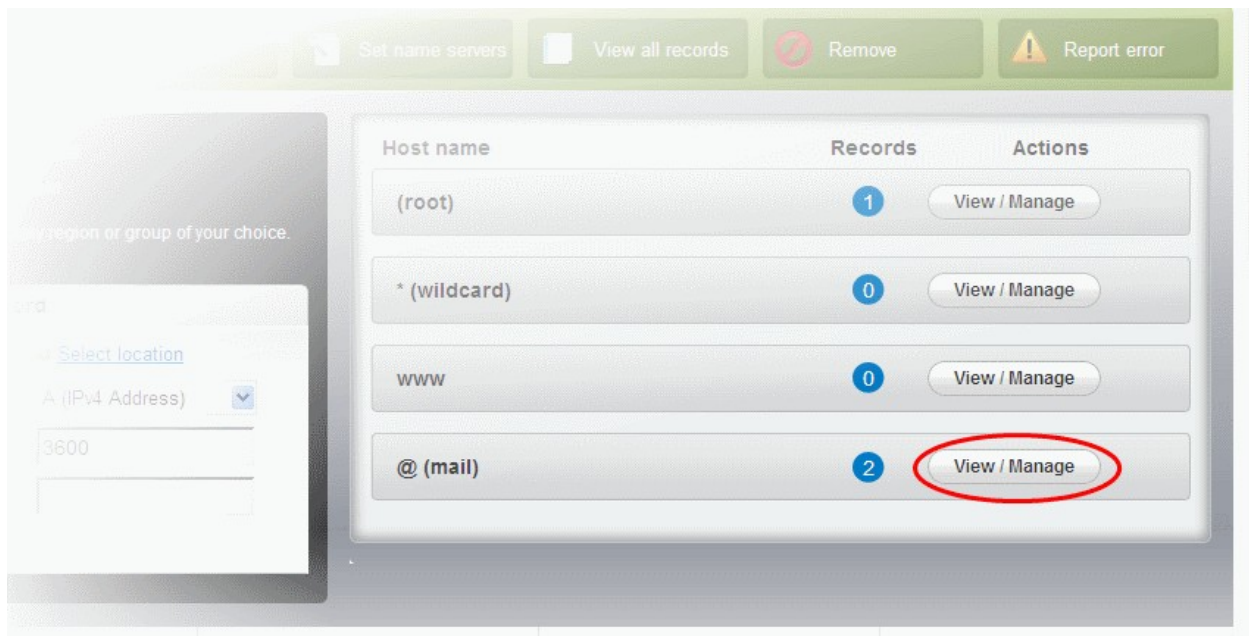 Set name servers View all records Remove Report error
region or group of your choice.
Select location
A (IPv4 Address)
3600
Host name Records Actions
(root) 1 View / Manage
* (wildcard) 0 View / Manage
www 0 View / Manage
@ (mail) 2 View / Manage